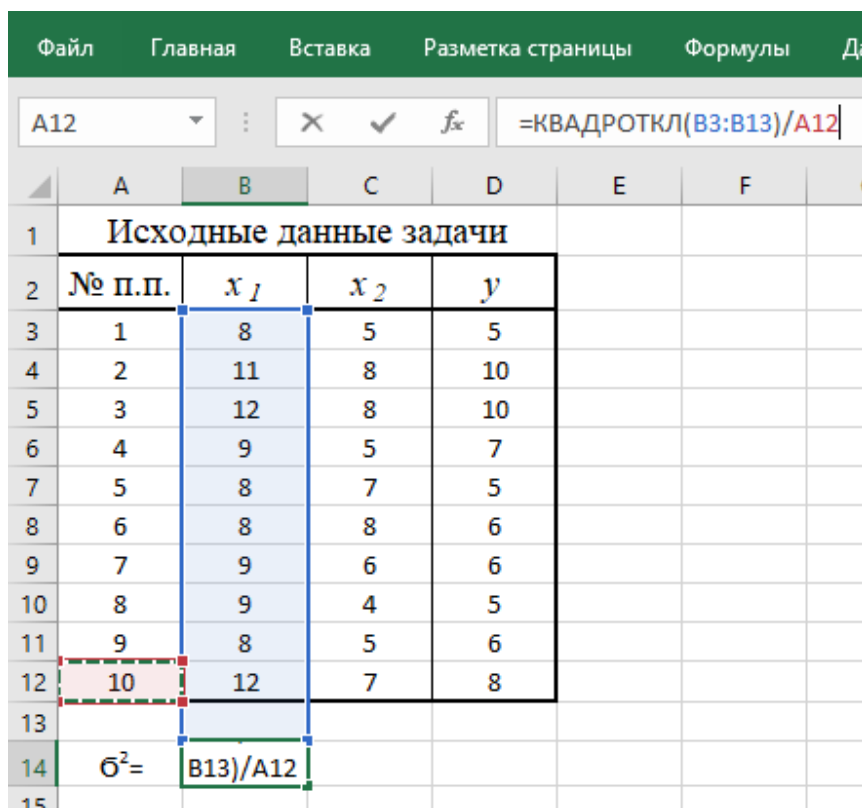 Файл Главная Вставка Разметка страницы Формулы
A12 fx =КВАДРОТКЛ(B3:B13)/A12
A B C D E F
1 Исходные данные задачи
2 № п.п. x 1 x 2 y
3 1 8 5 5
4 2 11 8 10
5 3 12 8 10
6 4 9 5 7
7 5 8 7 5
8 6 8 8 6
9 7 9 6 6
10 8 9 4 5
11 9 8 5 6
12 10 12 7 8
13
14 σ²= B13)/A12
15